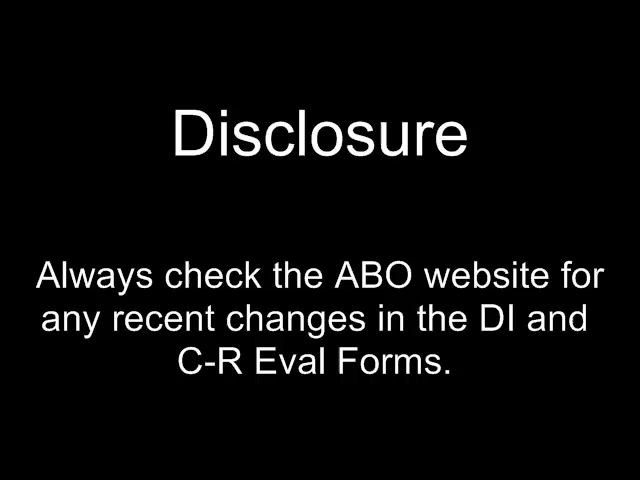 Disclosure
Always check the ABO website for
any recent changes in the DI and
C-R Eval Forms.